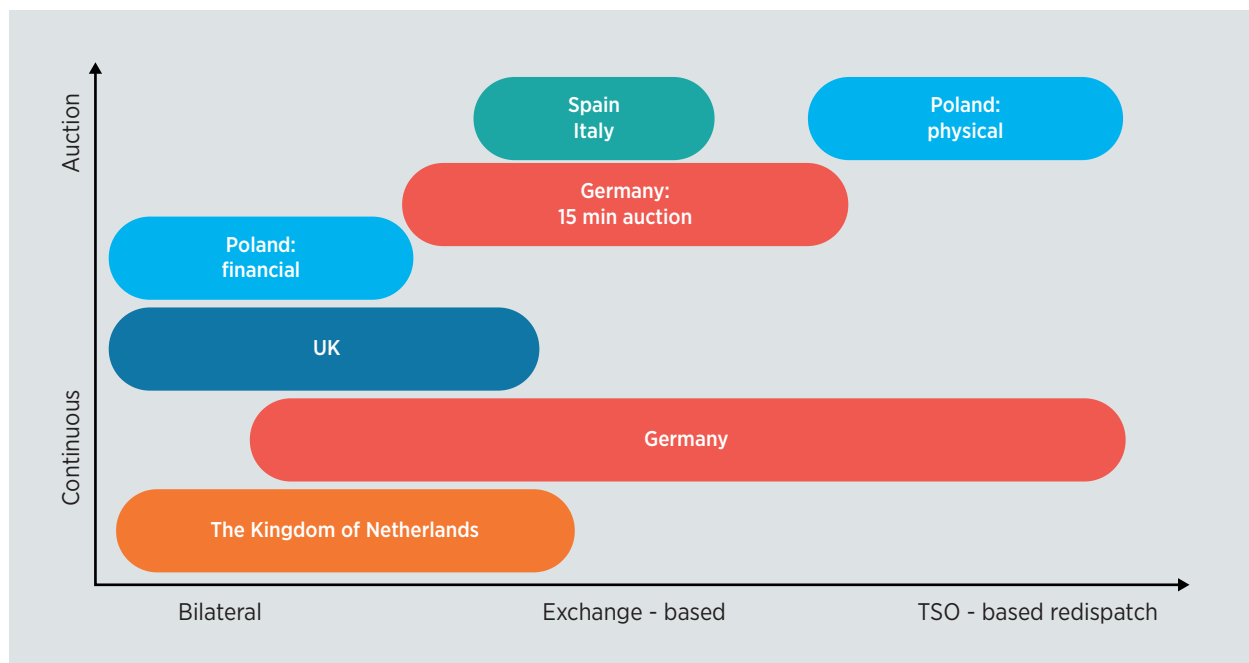 Auction
Continuous
Spain
Italy
Poland:
physical
Germany:
15 min auction
Poland:
financial
UK
Germany
The Kingdom of Netherlands
Bilateral
Exchange - based
TSO - based redispatch